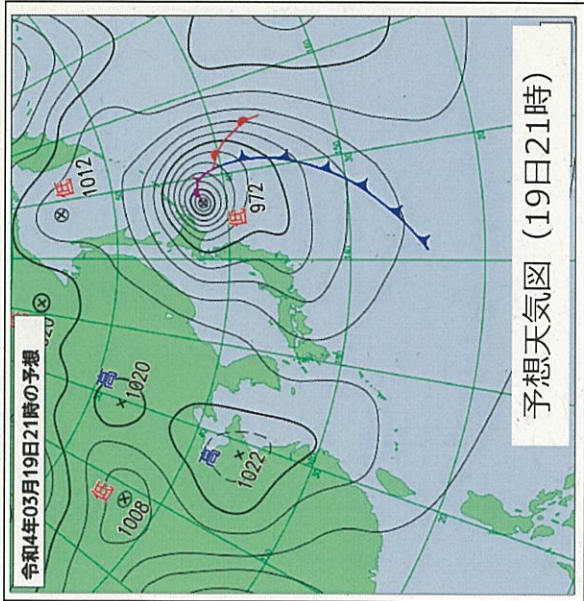 令和4年03月19日21時の予想
低
1012
高
1020
低
1008
高
1022
低
972
予想天気図（19日21時）